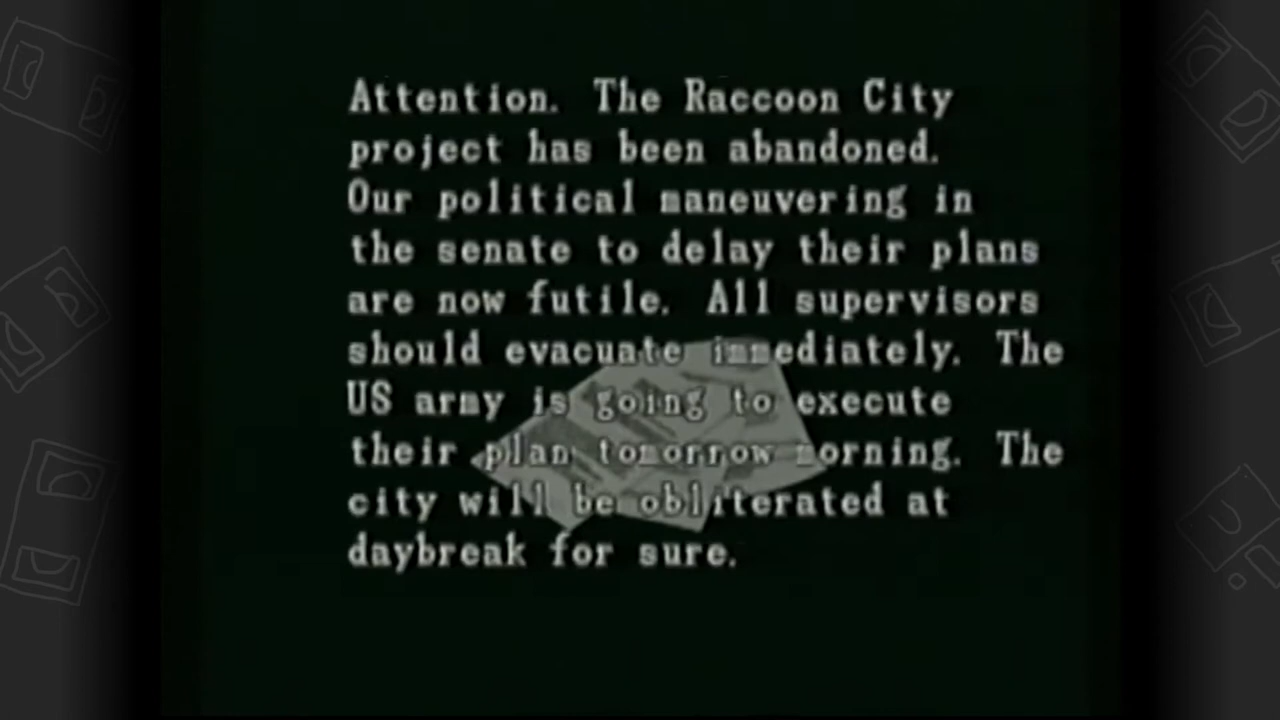 Attention. The Raccoon City
project has been abandoned.
Our political maneuvering in
the senate to delay their plans
are now futile. All supervisors
should evacuate immediately. The
US army is going to execute
their plan tomorrow morning. The
city will be obliterated at
daybreak for sure.